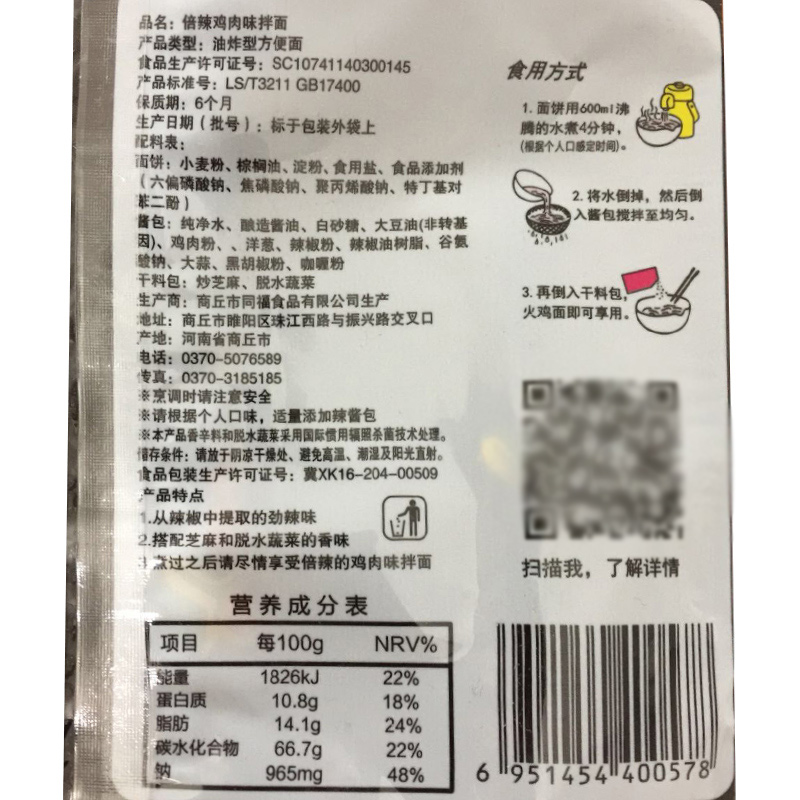 品名：倍辣鸡肉味拌面
产品类型：油炸型方便面
食品生产许可证号：SC10741140300145
产品标准号：LS/T3211 GB17400
保质期：6个月
生产日期（批号）：标于包装外袋上
配料表：
面饼：小麦粉、棕榈油、淀粉、食用盐、食品添加剂
（六偏磷酸钠、焦磷酸钠、聚丙烯酸钠、特丁基对
苯二酚）
酱包：纯净水、酿造酱油、白砂糖、大豆油(非转基
因)、鸡肉粉、、洋葱、辣椒粉、辣椒油树脂、谷氨
酸钠、大蒜、黑胡椒粉、咖喱粉
干料包：炒芝麻、脱水蔬菜
生产商：商丘市同福食品有限公司生产
地址：商丘市睢阳区珠江西路与振兴路交叉口
产地：河南省商丘市
电话：0370-5076589
传真：0370-3185185
※烹调时请注意安全
※请根据个人口味，适量添加辣酱包
※本产品香辛料和脱水蔬菜采用国际惯用辐照杀菌技术处理。
储存条件：请放于阴凉干燥处、避免高温、潮湿及阳光直射。
食品包装生产许可证号：冀XK16-204-00509
产品特点
1.从辣椒中提取的劲辣味
2.搭配芝麻和脱水蔬菜的香味
3.煮过之后请尽情享受倍辣的鸡肉味拌面
营养成分表
项目 每100g NRV%
能量 1826kJ 22%
蛋白质 10.8g 18%
脂肪 14.1g 24%
碳水化合物 66.7g 22%
钠 965mg 48%
食用方式
1. 面饼用600ml沸
腾的水煮4分钟，
(根据个人口感定时间)。
2. 将水倒掉，然后倒
入酱包搅拌至均匀。
3. 再倒入干料包，
火鸡面即可享用。
扫描我，了解详情
6 951454 400578